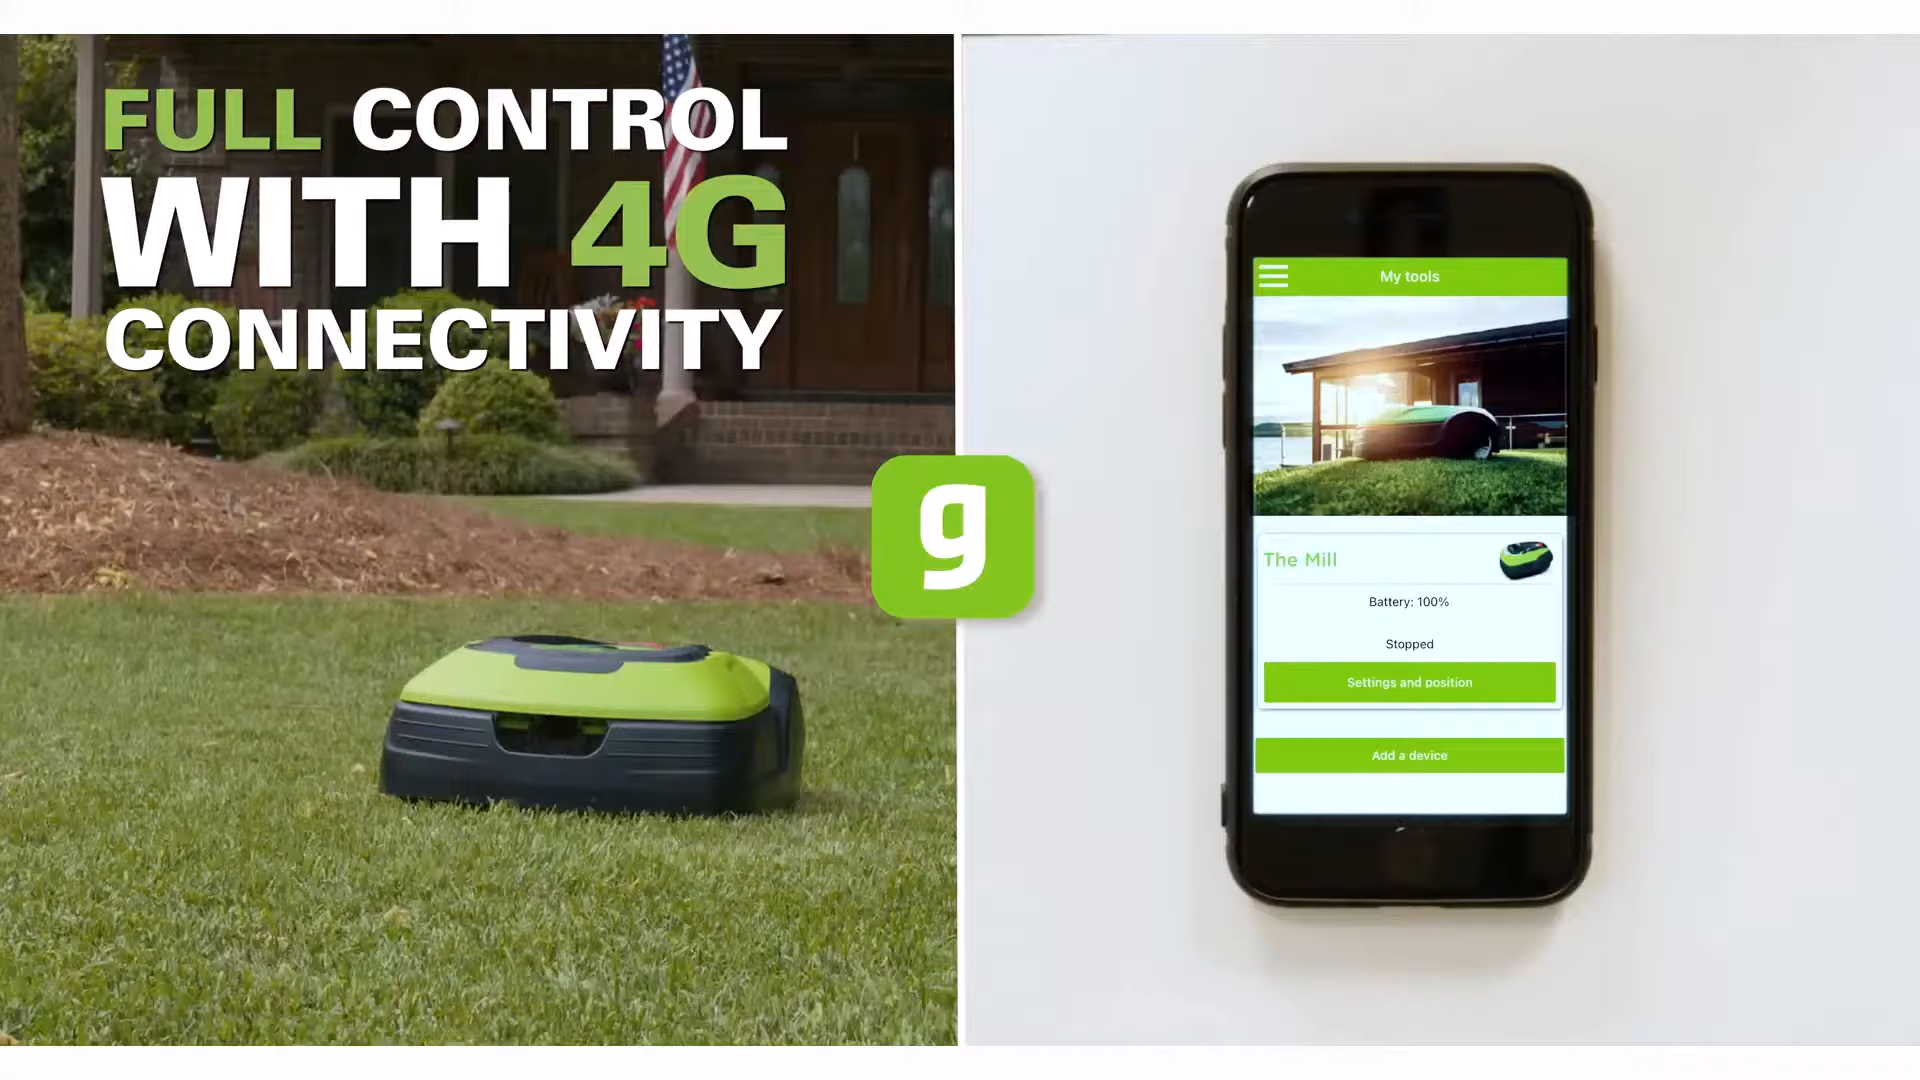 FULL CONTROL
WITH 4G
CONNECTIVITY
g
My tools
The Mill
Battery: 100%
Stopped
Settings and position
Add a device